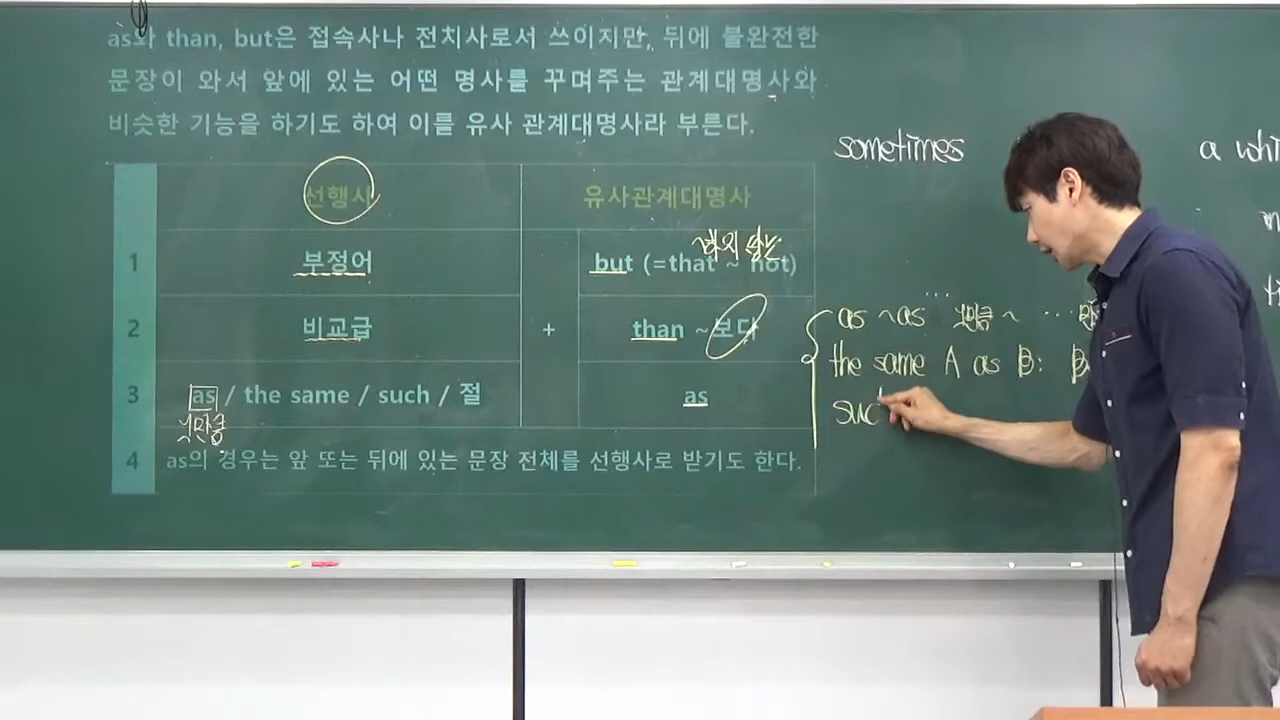 as와 than, but은 접속사나 전치사로서 쓰이지만, 뒤에 불완전한
문장이 와서 앞에 있는 어떤 명사를 꾸며주는 관계대명사와
비슷한 기능을 하기도 하여 이를 유사 관계대명사라 부른다.
선행사 유사관계대명사
1 부정어 but (=that ~ not)
2 비교급 + than ~보다
3 as / the same / such / 절 as
~만큼
4 as의 경우는 앞 또는 뒤에 있는 문장 전체를 선행사로 받기도 한다.
sometimes
as ~as ~ ...
the same A as B: B
suc
a whi